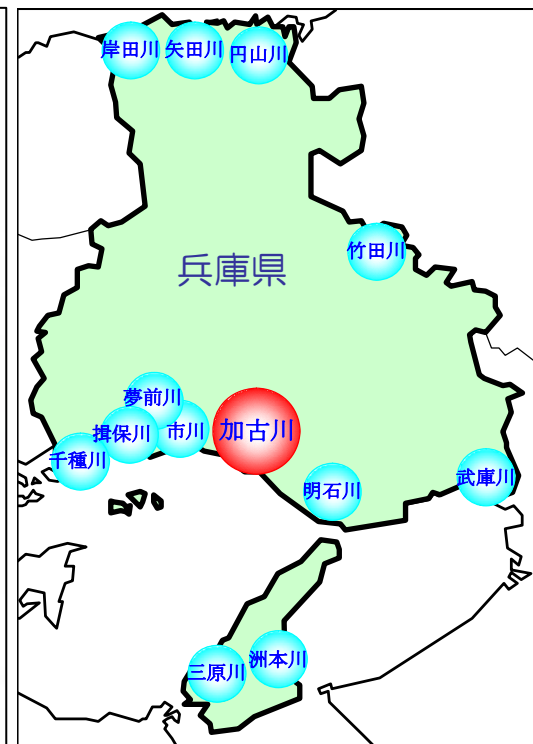 岸田川
矢田川
円山川
竹田川
兵庫県
夢前川
揖保川
市川
加古川
千種川
明石川
武庫川
三原川
洲本川